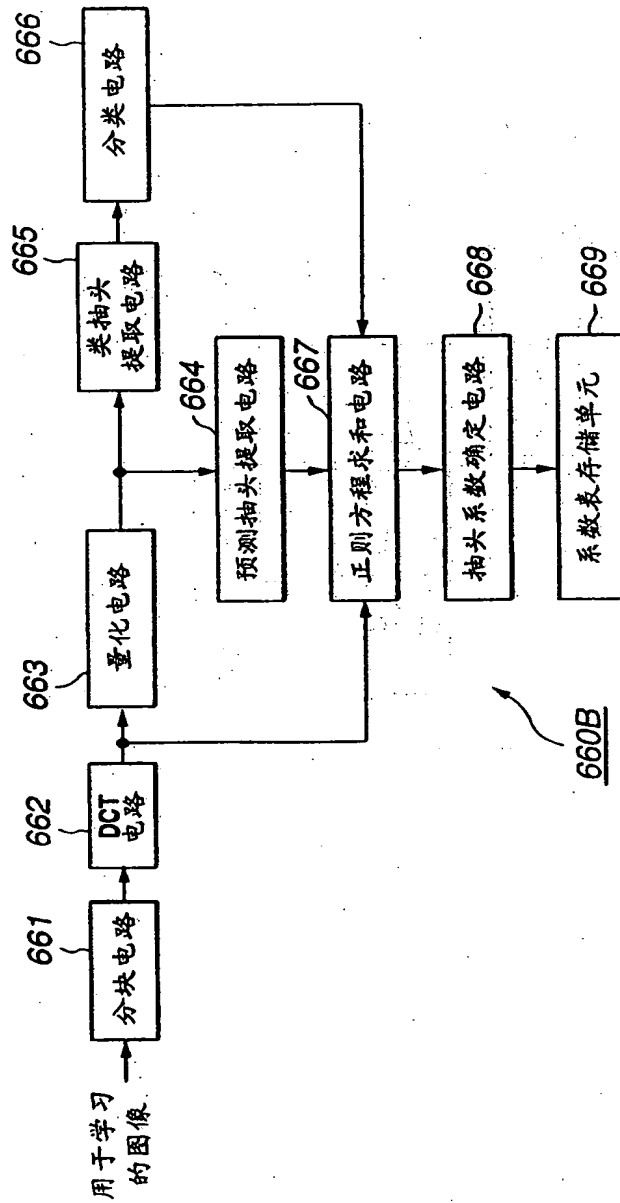 用于学习
的图像
661
分块电路
662
DCT
电路
663
量化电路
665
类抽头
提取电路
666
分类电路
664
预测抽头提取电路
667
正则方程求和电路
668
抽头系数确定电路
669
系数表存储单元
660B